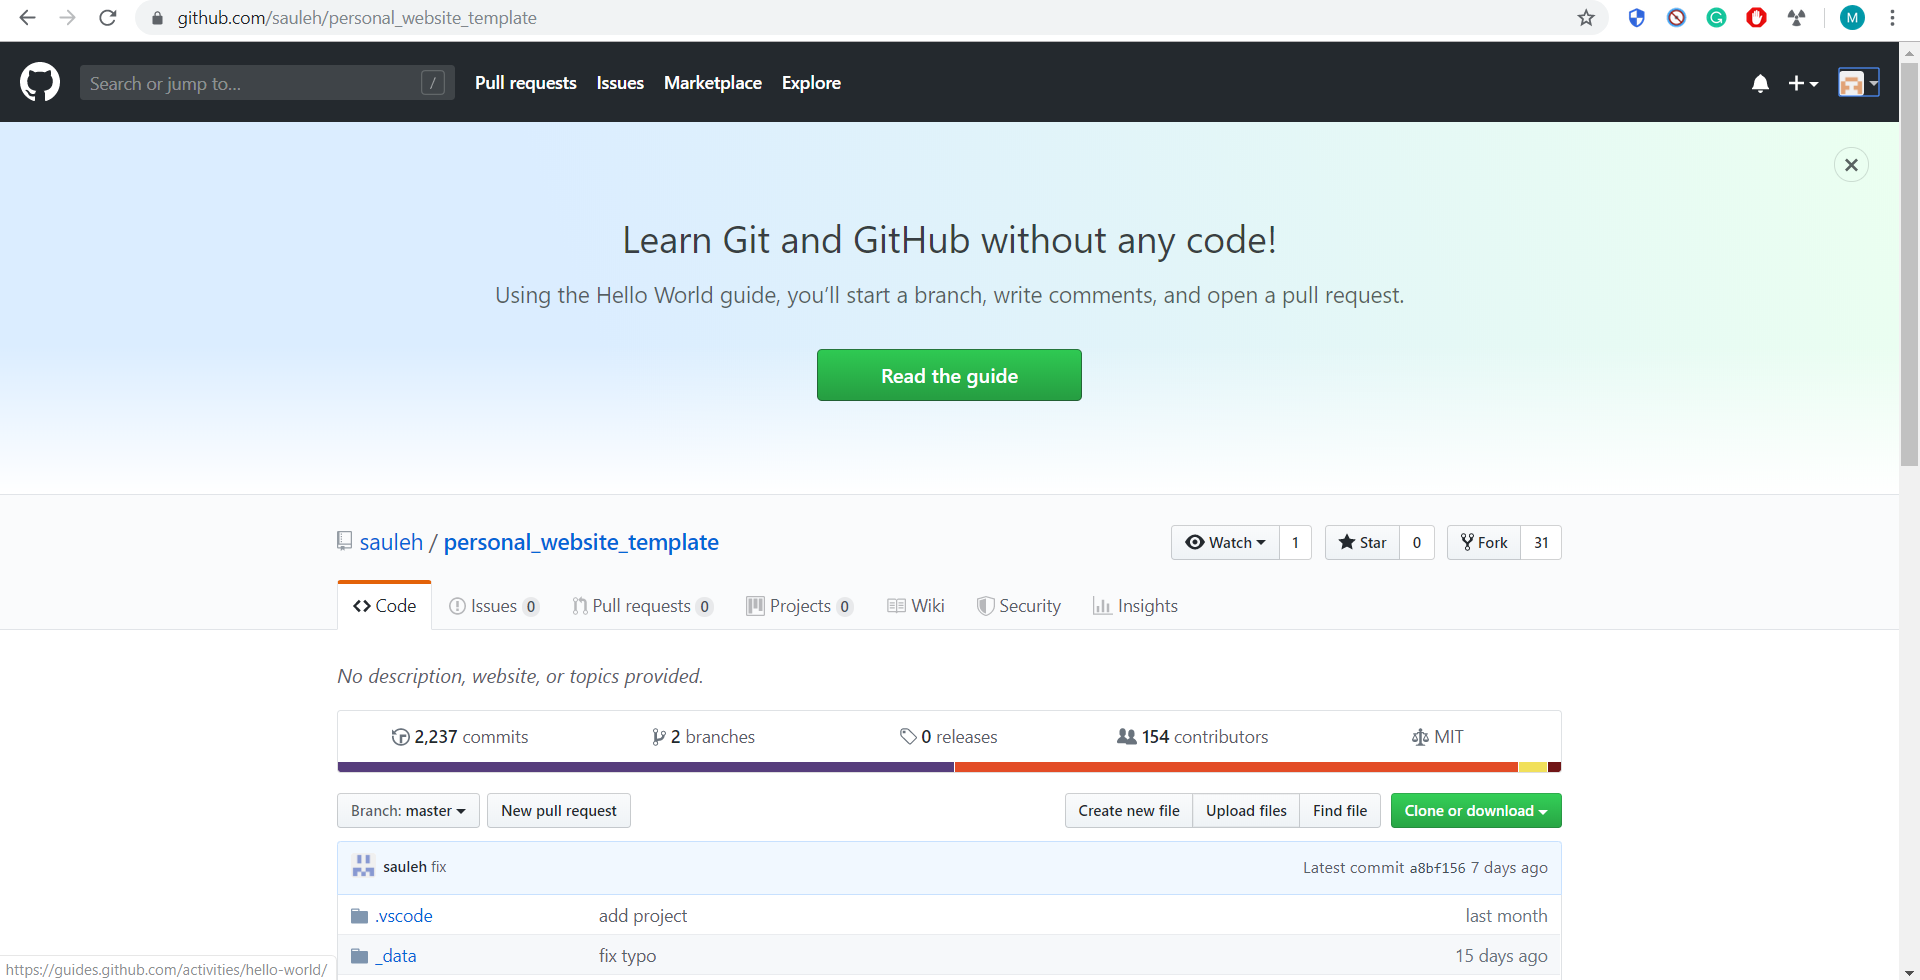 github.com/sauleh/personal_website_template
M
Search or jump to... / Pull requests Issues Marketplace Explore
Learn Git and GitHub without any code!
Using the Hello World guide, you’ll start a branch, write comments, and open a pull request.
Read the guide
sauleh / personal_website_template Watch 1 Star 0 Fork 31
Code Issues 0 Pull requests 0 Projects 0 Wiki Security Insights
No description, website, or topics provided.
2,237 commits 2 branches 0 releases 154 contributors MIT
Branch: master New pull request Create new file Upload files Find file Clone or download
sauleh fix Latest commit a8bf156 7 days ago
.vscode add project last month
_data fix typo 15 days ago
https://guides.github.com/activities/hello-world/